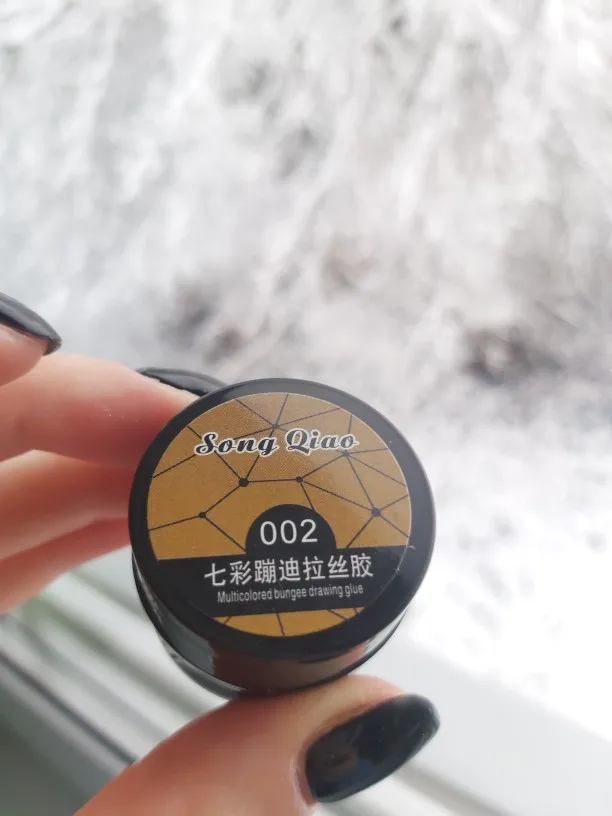 Song Qiao
002
七彩蹦迪拉丝胶
Multicolored bungee drawing glue